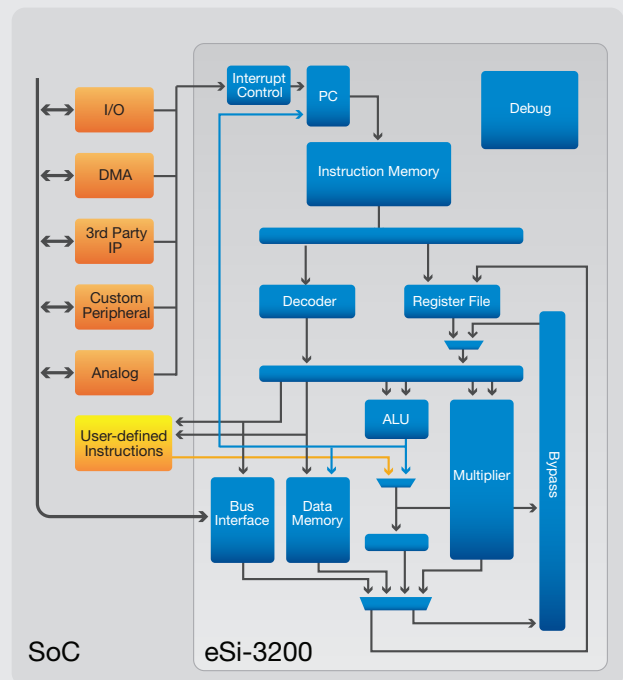 Interrupt
Control
PC
Debug
I/O
Instruction Memory
DMA
3rd Party
IP
Decoder
Register File
Custom
Peripheral
Analog
ALU
User-defined
Instructions
Multiplier
Bypass
Bus
Interface
Data
Memory
SoC
eSi-3200